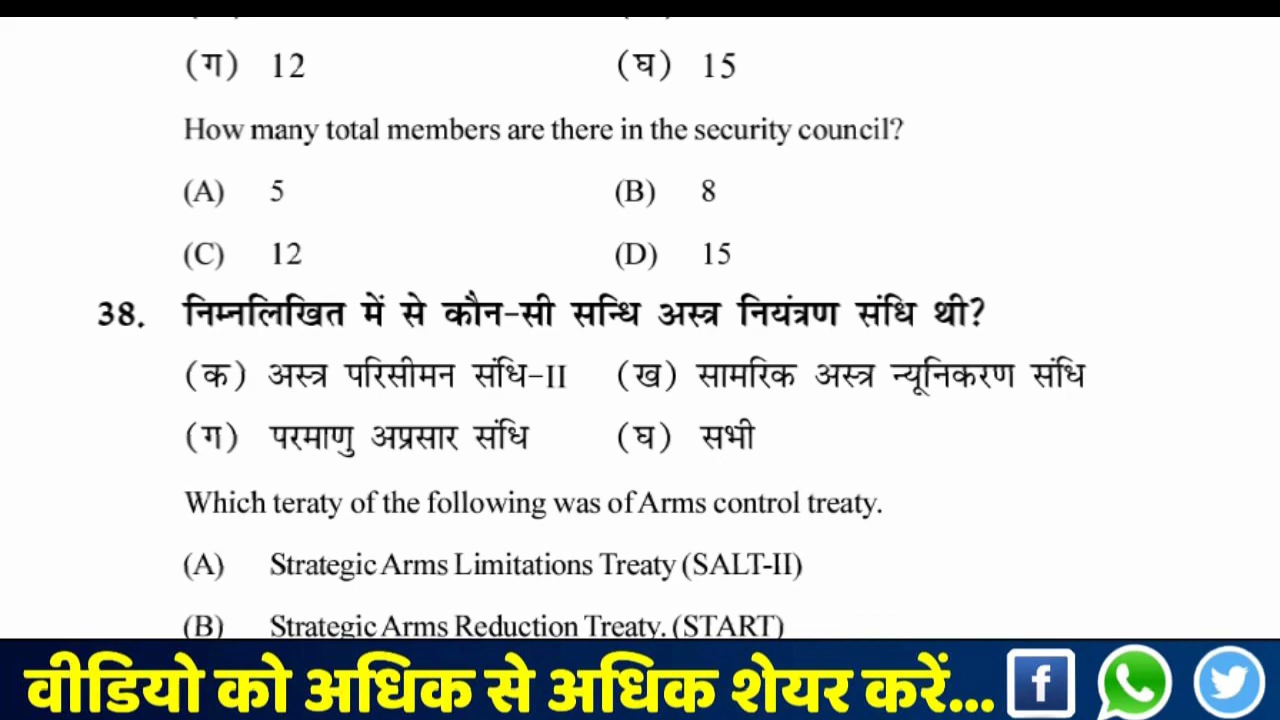 (ग) 12 (घ) 15
How many total members are there in the security council?
(A) 5 (B) 8
(C) 12 (D) 15
38. निम्नलिखित में से कौन-सी सन्धि अस्त्र नियंत्रण संधि थी?
(क) अस्त्र परिसीमन संधि-II (ख) सामरिक अस्त्र न्यूनिकरण संधि
(ग) परमाणु अप्रसार संधि (घ) सभी
Which teraty of the following was of Arms control treaty.
(A) Strategic Arms Limitations Treaty (SALT-II)
(B) Strategic Arms Reduction Treaty. (START)
वीडियो को अधिक से अधिक शेयर करें...